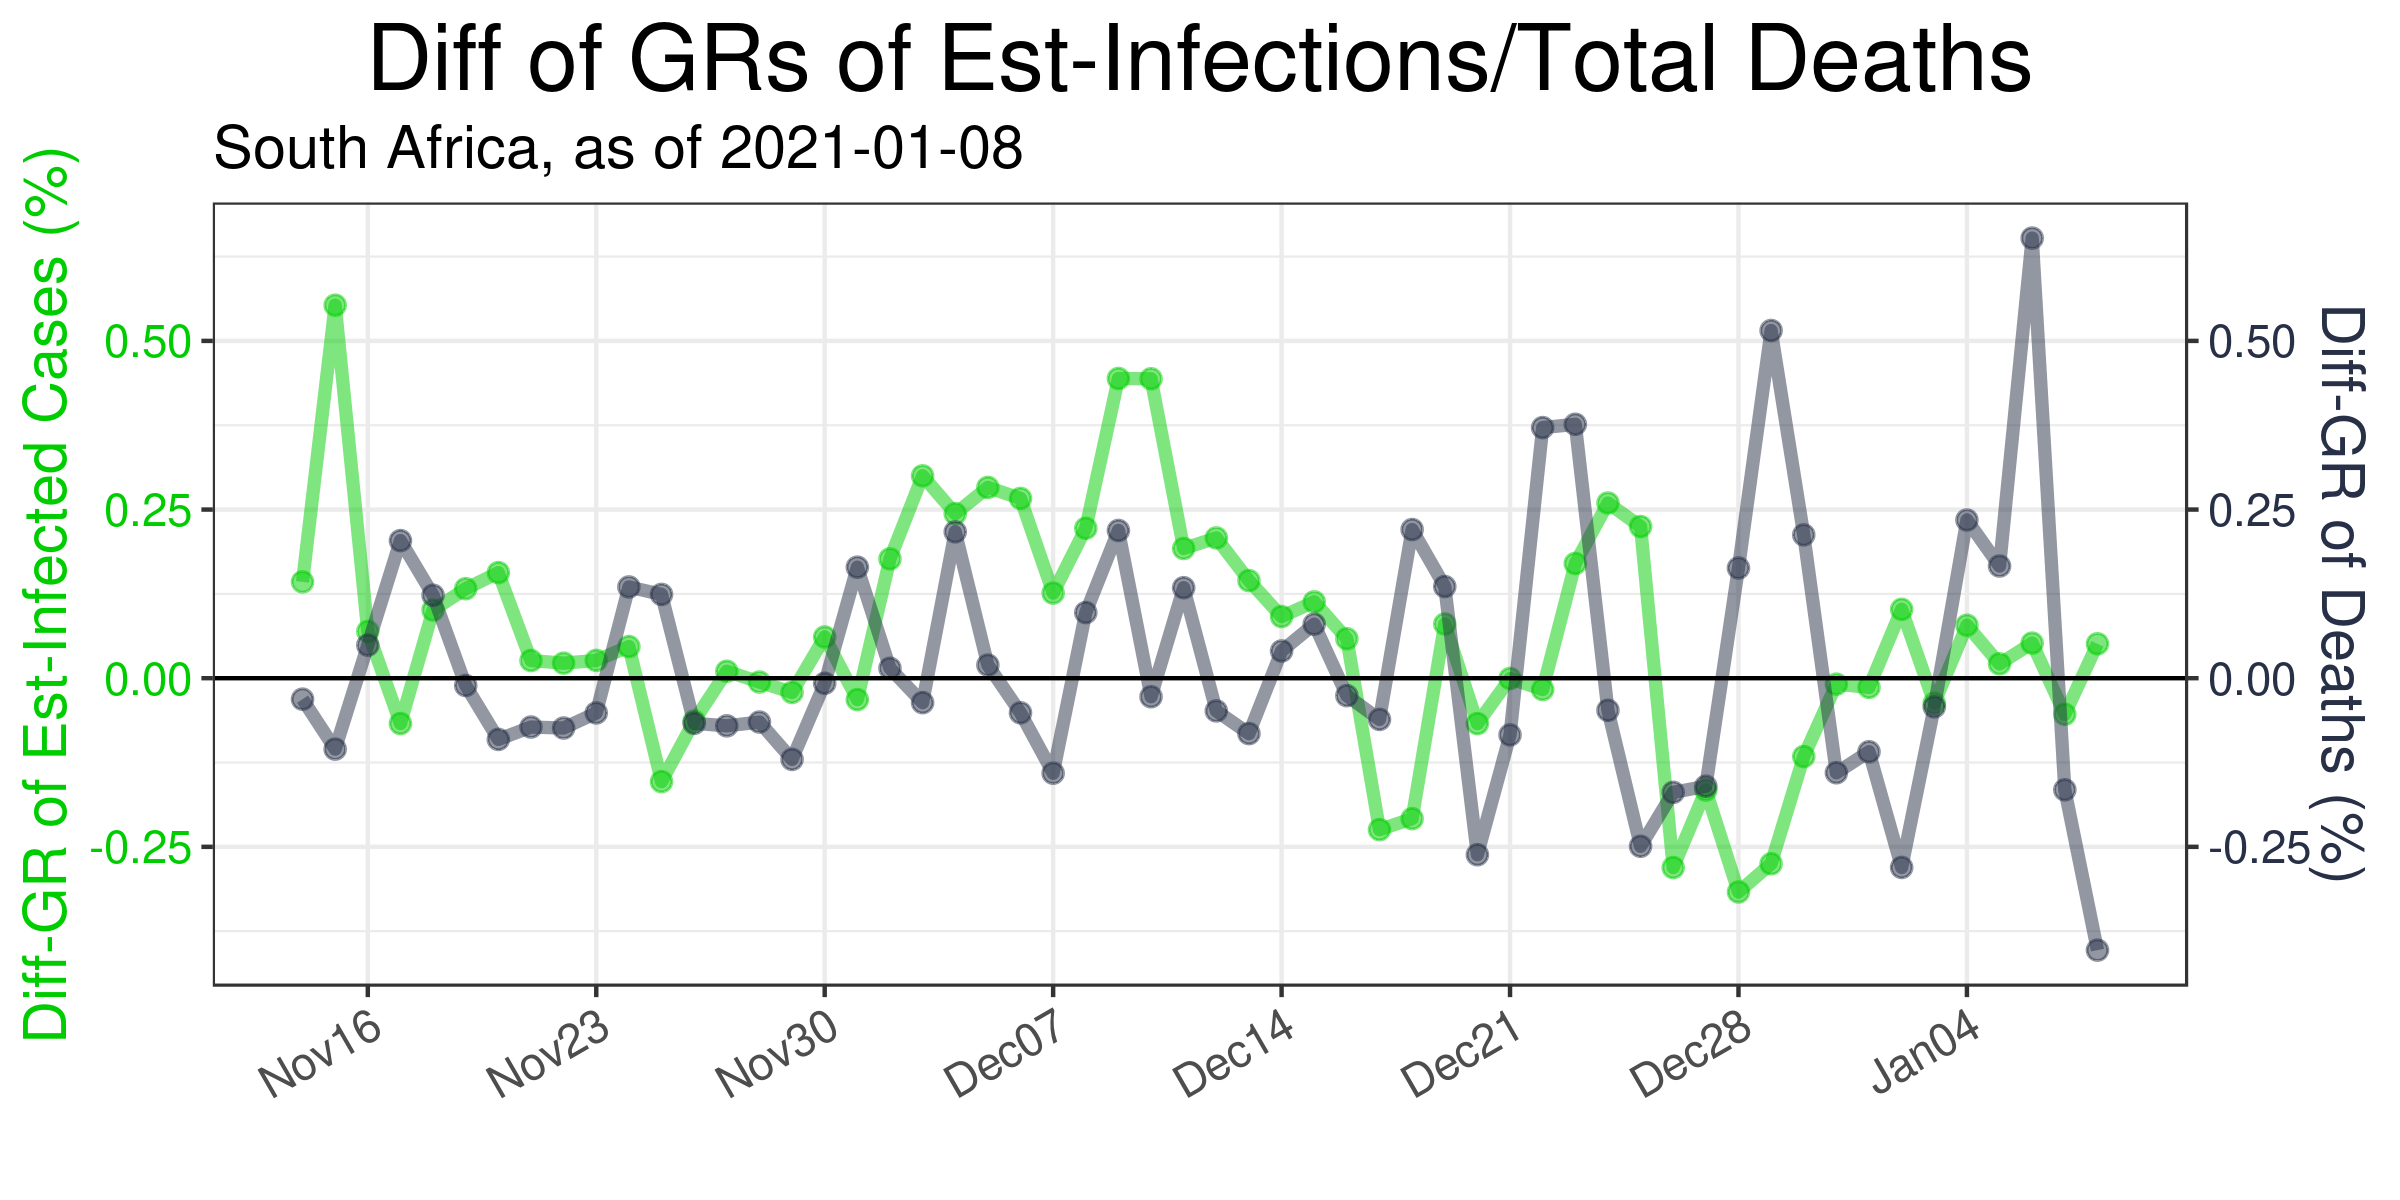 Diff of GRs of Est-Infections/Total Deaths
South Africa, as of 2021-01-08
Diff-GR of Est-Infected Cases (%)
0.50
0.25
0.00
-0.25
0.50
0.25
0.00
-0.25
Diff-GR of Deaths (%)
Nov16
Nov23
Nov30
Dec07
Dec14
Dec21
Dec28
Jan04